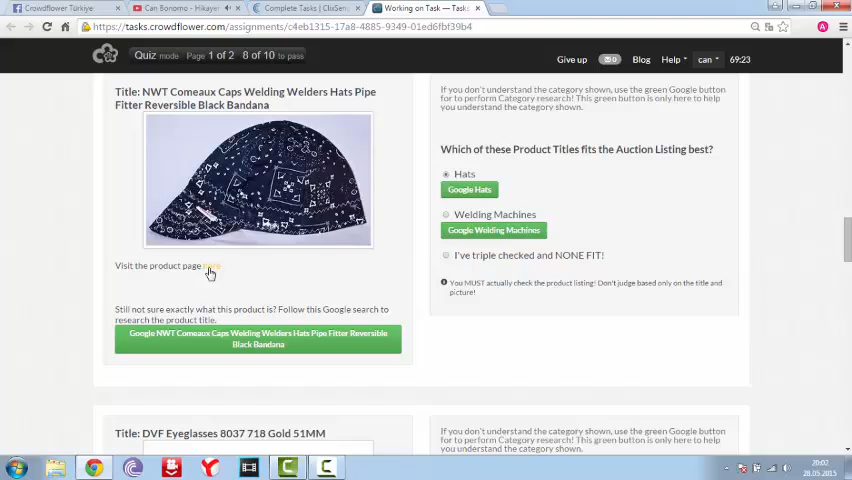 Crowdflower Türkiye
Can Bonomo - Hikayem
Complete Tasks | ClixSens
Working on Task — Task
https://tasks.crowdflower.com/assignments/c4eb1315-17a8-4885-9349-01ed6fbf39b4
Quiz mode Page 1 of 2 8 of 10 to pass
Give up 0 Blog Help can 69:23
Title: NWT Comeaux Caps Welding Welders Hats Pipe
Fitter Reversible Black Bandana
Visit the product page here
Still not sure exactly what this product is? Follow this Google search to
research the product title.
Google NWT Comeaux Caps Welding Welders Hats Pipe Fitter Reversible
Black Bandana
If you don't understand the category shown, use the green Google button
for to perform Category research! This green button is only here to help
you understand the category shown.
Which of these Product Titles fits the Auction Listing best?
Hats
Google Hats
Welding Machines
Google Welding Machines
I've triple checked and NONE FIT!
You MUST actually check the product listing! Don't judge based only on the title and
picture!
Title: DVF Eyeglasses 8037 718 Gold 51MM
If you don't understand the category shown, use the green Google button
for to perform Category research! This green button is only here to help
you understand the category shown.
20:02
28.05.2015